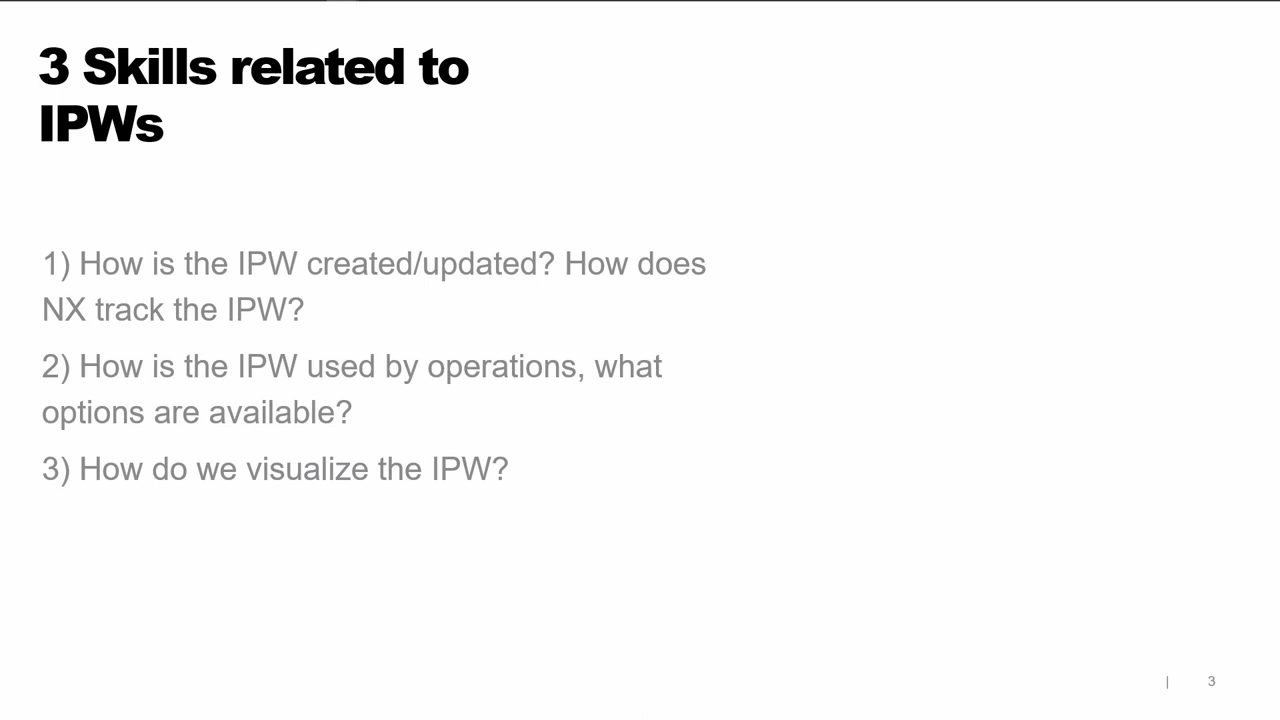 3 Skills related to
IPWs
1) How is the IPW created/updated? How does
NX track the IPW?
2) How is the IPW used by operations, what
options are available?
3) How do we visualize the IPW?
| 3